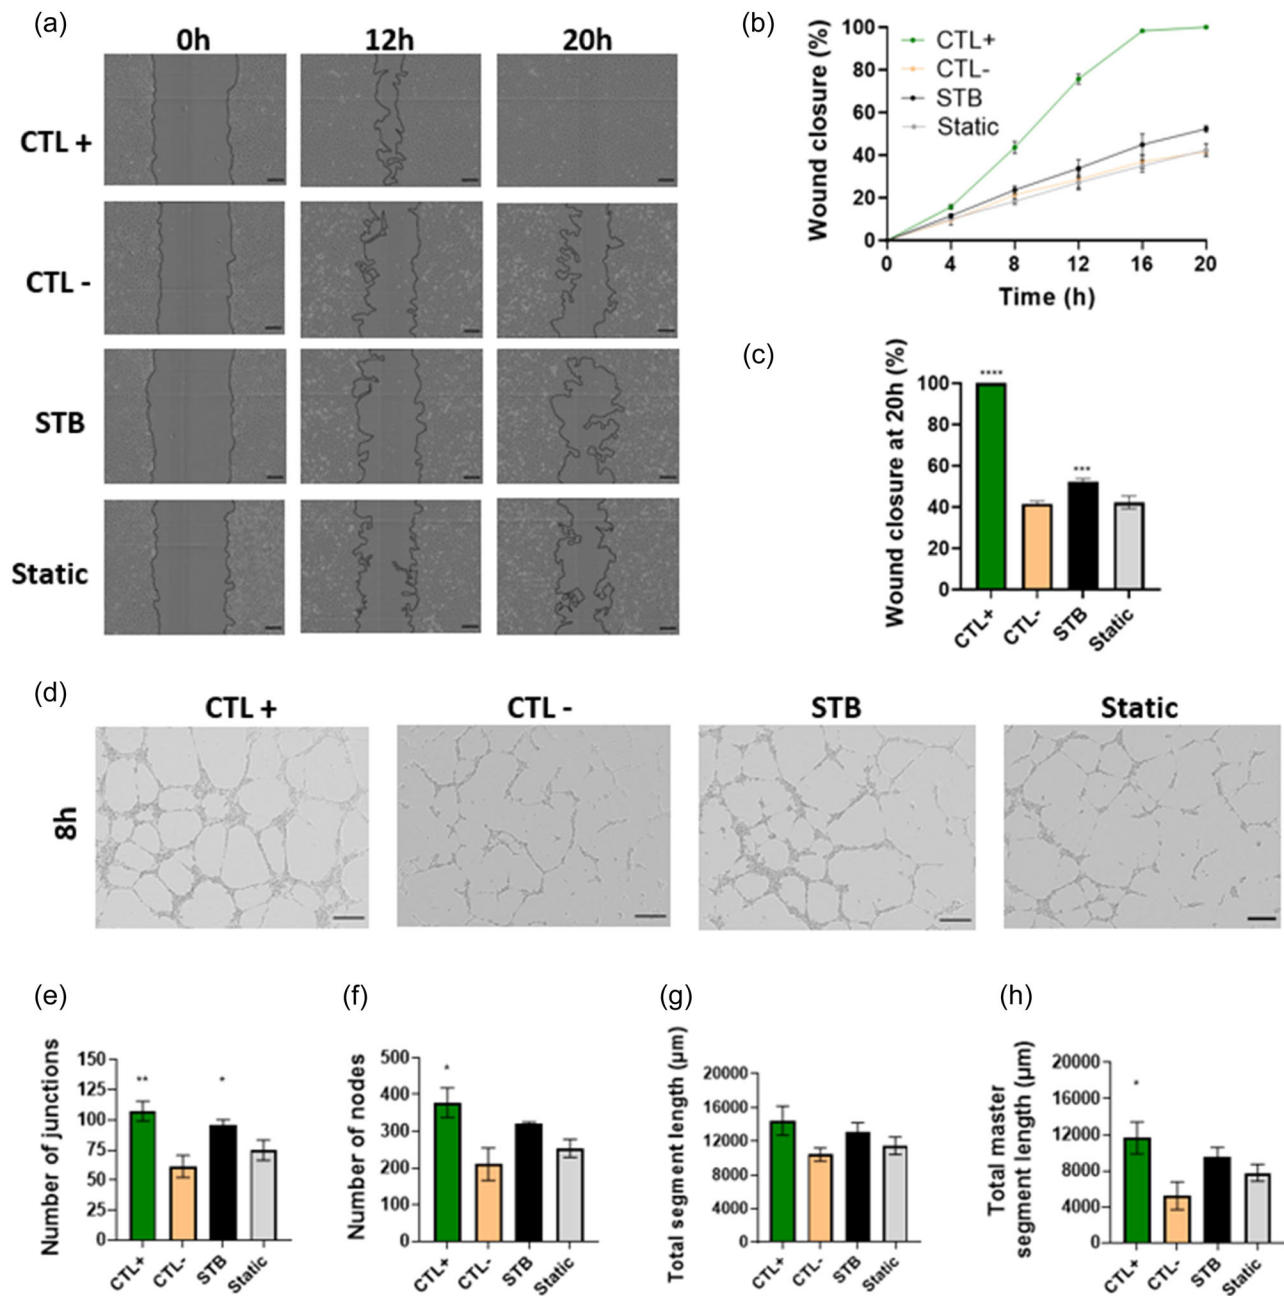 (a)
0h 12h 20h
CTL +
CTL -
STB
Static
(b)
Wound closure (%)
100
80
60
40
20
0
CTL+
CTL-
STB
Static
0 4 8 12 16 20
Time (h)
(c)
Wound closure at 20h (%)
100
80
60
40
20
0
****
***
CTL+ CTL- STB Static
(d)
CTL + CTL - STB Static
8h
(e)
Number of junctions
150
125
100
75
50
25
0
**
*
CTL+ CTL- STB Static
(f)
Number of nodes
500
400
300
200
100
0
*
CTL+ CTL- STB Static
(g)
Total segment length (μm)
20000
16000
12000
8000
4000
0
CTL+ CTL- STB Static
(h)
Total master
segment length (μm)
20000
16000
12000
8000
4000
0
*
CTL+ CTL- STB Static